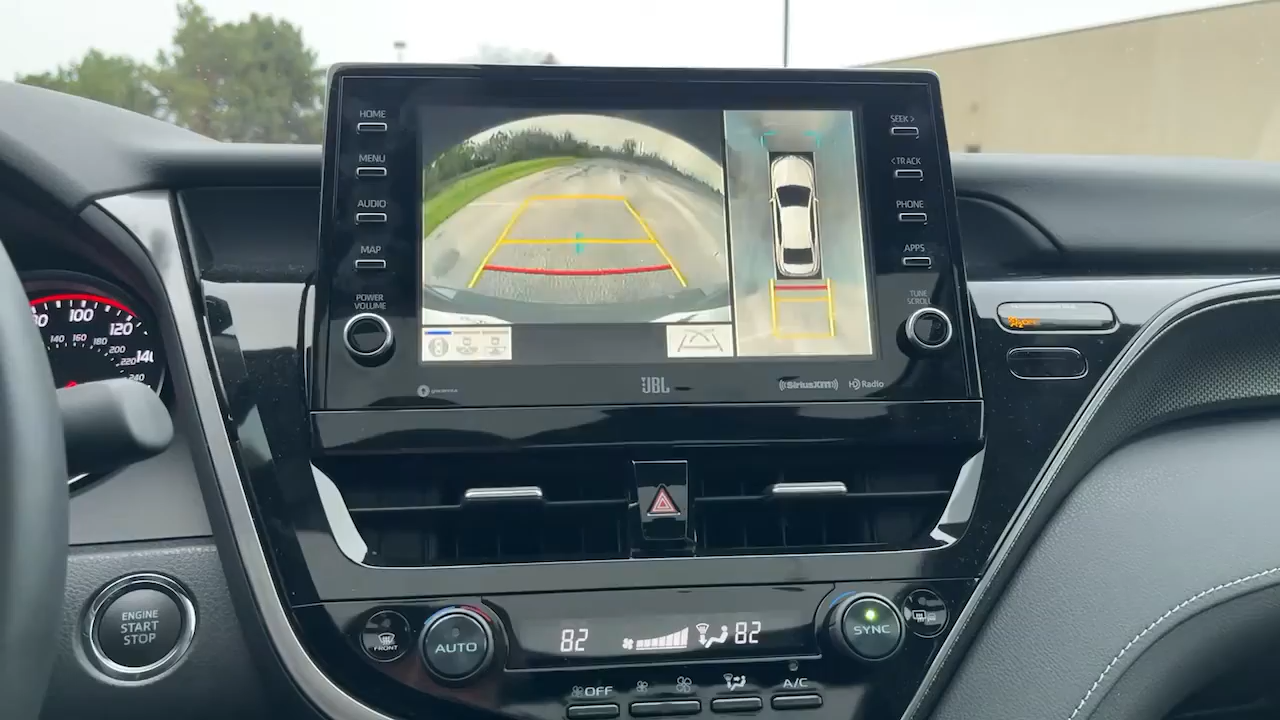 HOME
MENU
AUDIO
MAP
POWER
VOLUME
SEEK >
< TRACK
PHONE
APPS
TUNE
SCROLL
JBL
((SiriusXM))
HD Radio
100
120
140
140
160
180
200
220
240
ENGINE
START
STOP
FRONT
AUTO
82
82
SYNC
OFF
A/C